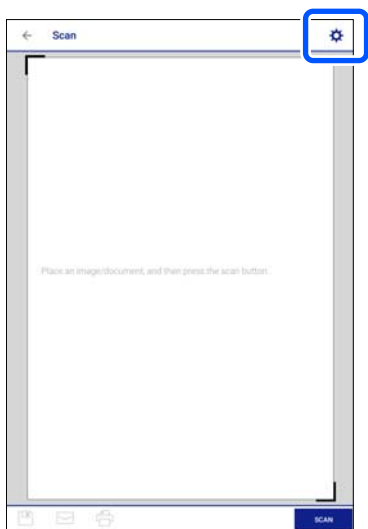 Scan
Place an image/document, and then press the scan button.
SCAN